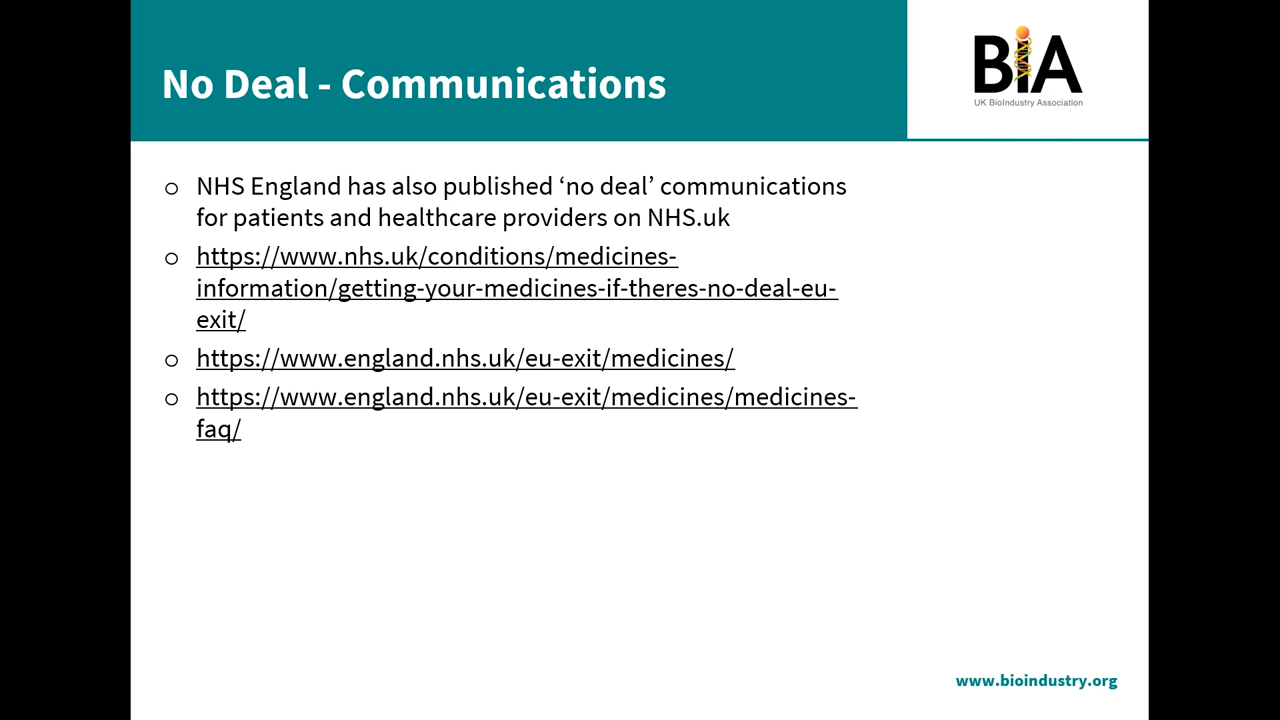 No Deal - Communications
BiA
UK BioIndustry Association
○ NHS England has also published ‘no deal’ communications
for patients and healthcare providers on NHS.uk
○ https://www.nhs.uk/conditions/medicines-
information/getting-your-medicines-if-theres-no-deal-eu-
exit/
○ https://www.england.nhs.uk/eu-exit/medicines/
○ https://www.england.nhs.uk/eu-exit/medicines/medicines-
faq/
www.bioindustry.org